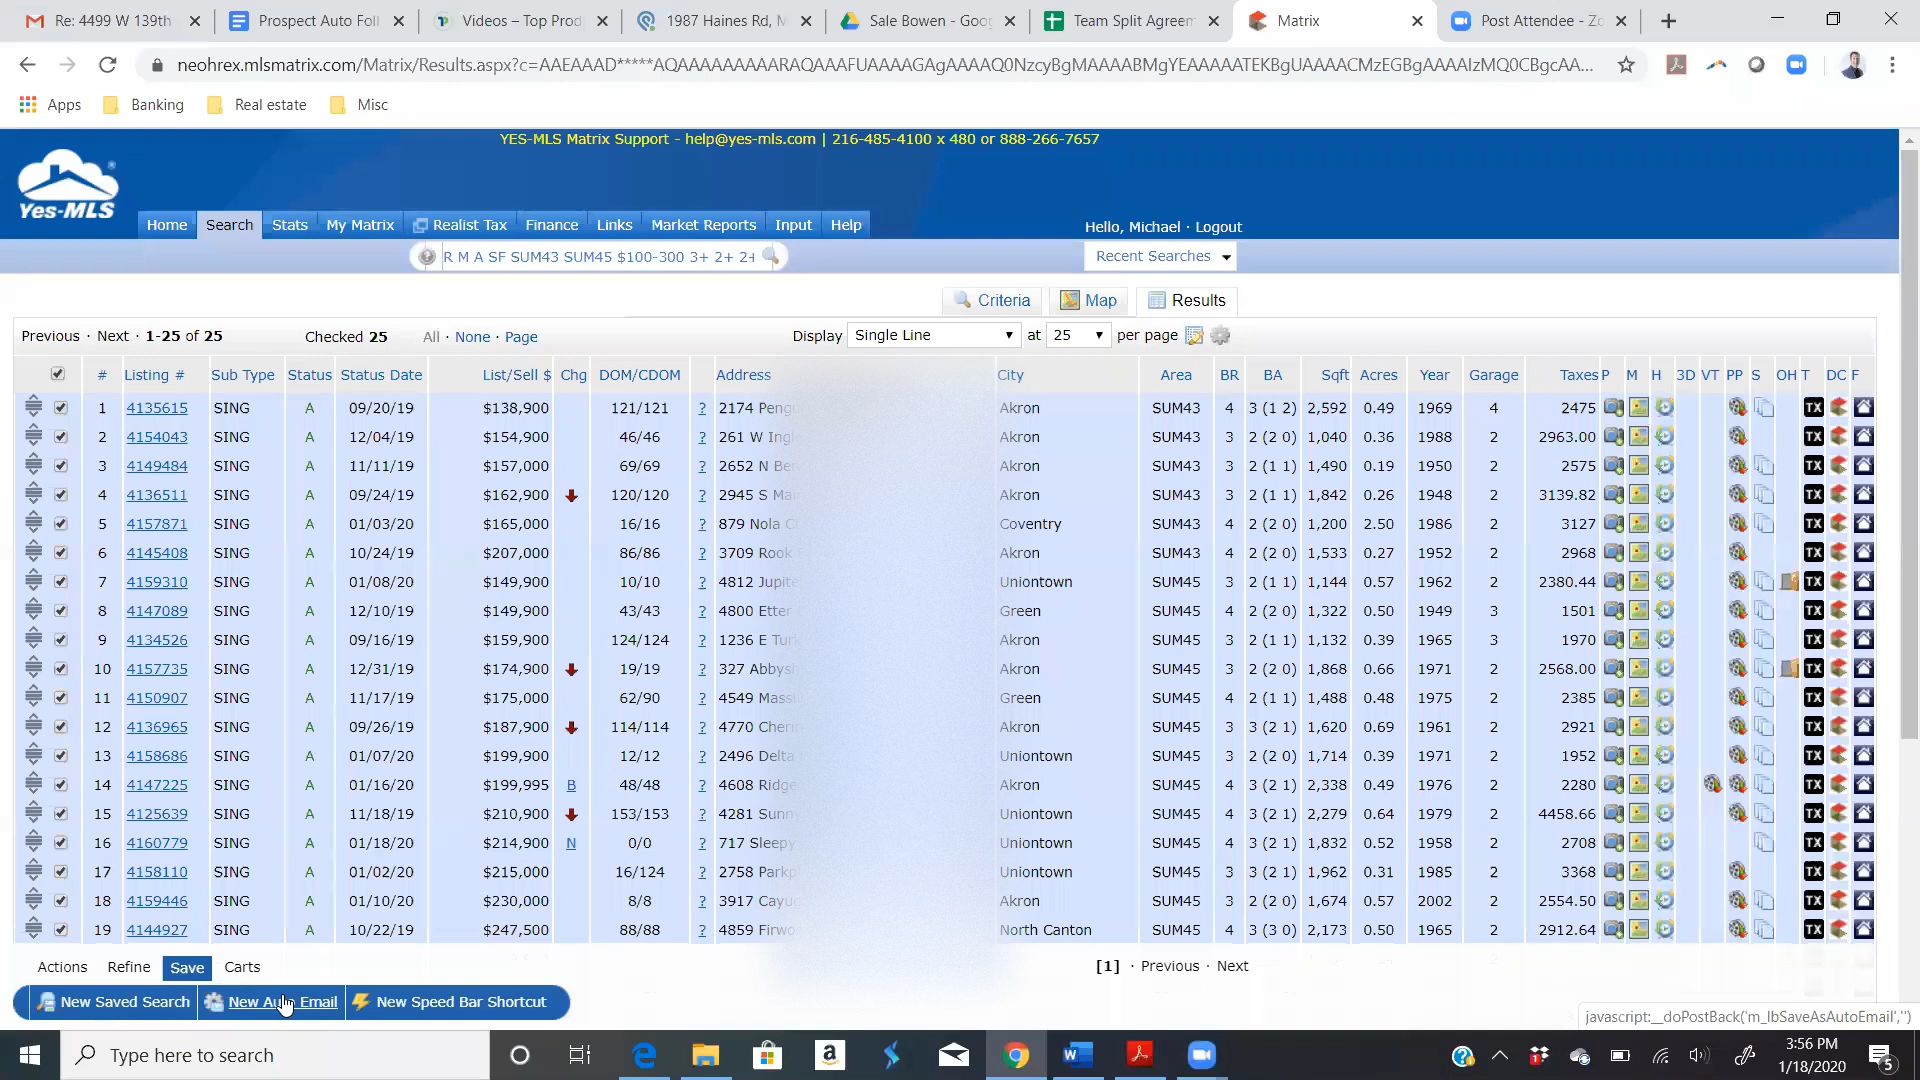 Re: 4499 W 139th
Prospect Auto Foll
Videos – Top Prod
1987 Haines Rd, M
Sale Bowen - Goog
Team Split Agreem
Matrix
Post Attendee - Zo
neohrex.mlsmatrix.com/Matrix/Results.aspx?c=AAEAAAD*****AQAAAAAAAAARAQAAAFUAAAAGAgAAAAQ0NzcyBgMAAAABMgYEAAAAATEKBgUAAAACMzEGBgAAAAIzMQ0CBgcAA...
Apps Banking Real estate Misc
YES-MLS Matrix Support - help@yes-mls.com | 216-485-4100 x 480 or 888-266-7657
Yes-MLS
Home Search Stats My Matrix Realist Tax Finance Links Market Reports Input Help
Hello, Michael · Logout
R M A SF SUM43 SUM45 $100-300 3+ 2+ 2+
Recent Searches
Criteria Map Results
Previous · Next · 1-25 of 25 Checked 25 All · None · Page Display Single Line at 25 per page
# Listing # Sub Type Status Status Date List/Sell $ Chg DOM/CDOM Address City Area BR BA Sqft Acres Year Garage Taxes P M H 3D VT PP S OH T DC F
1 4135615 SING A 09/20/19 $138,900 121/121 ? 2174 Peng Akron SUM43 4 3 (1 2) 2,592 0.49 1969 4 2475 TX
2 4154043 SING A 12/04/19 $154,900 46/46 ? 261 W Ingl Akron SUM43 3 2 (2 0) 1,040 0.36 1988 2 2963.00 TX
3 4149484 SING A 11/11/19 $157,000 69/69 ? 2652 N Ber Akron SUM43 3 2 (1 1) 1,490 0.19 1950 2 2575 TX
4 4136511 SING A 09/24/19 $162,900 120/120 ? 2945 S Mai Akron SUM43 3 2 (1 1) 1,842 0.26 1948 2 3139.82 TX
5 4157871 SING A 01/03/20 $165,000 16/16 ? 879 Nola C Coventry SUM43 4 2 (2 0) 1,200 2.50 1986 2 3127 TX
6 4145408 SING A 10/24/19 $207,000 86/86 ? 3709 Rook Akron SUM43 4 2 (2 0) 1,533 0.27 1952 2 2968 TX
7 4159310 SING A 01/08/20 $149,900 10/10 ? 4812 Jupite Uniontown SUM45 3 2 (1 1) 1,144 0.57 1962 2 2380.44 TX
8 4147089 SING A 12/10/19 $149,900 43/43 ? 4800 Etter Green SUM45 4 2 (2 0) 1,322 0.50 1949 3 1501 TX
9 4134526 SING A 09/16/19 $159,900 124/124 ? 1236 E Turk Akron SUM45 3 2 (1 1) 1,132 0.39 1965 3 1970 TX
10 4157735 SING A 12/31/19 $174,900 19/19 ? 327 Abbysh Akron SUM45 3 2 (2 0) 1,868 0.66 1971 2 2568.00 TX
11 4150907 SING A 11/17/19 $175,000 62/90 ? 4549 Massi Green SUM45 4 2 (1 1) 1,488 0.48 1975 2 2385 TX
12 4136965 SING A 09/26/19 $187,900 114/114 ? 4770 Cherr Akron SUM45 3 3 (2 1) 1,620 0.69 1961 2 2921 TX
13 4158686 SING A 01/07/20 $199,900 12/12 ? 2496 Delta Uniontown SUM45 3 2 (2 0) 1,714 0.39 1971 2 1952 TX
14 4147225 SING A 01/16/20 $199,995 B 48/48 ? 4608 Ridge Akron SUM45 4 3 (2 1) 2,338 0.49 1976 2 2280 TX
15 4125639 SING A 11/18/19 $210,900 153/153 ? 4281 Sunn Uniontown SUM45 4 3 (2 1) 2,279 0.64 1979 2 4458.66 TX
16 4160779 SING A 01/18/20 $214,900 N 0/0 ? 717 Sleepy Uniontown SUM45 4 3 (2 1) 1,832 0.52 1958 2 2708 TX
17 4158110 SING A 01/02/20 $215,000 16/124 ? 2758 Parkp Uniontown SUM45 3 3 (2 1) 1,962 0.31 1985 2 3368 TX
18 4159446 SING A 01/10/20 $230,000 8/8 ? 3917 Cayug Akron SUM45 3 2 (2 0) 1,674 0.57 2002 2 2554.50 TX
19 4144927 SING A 10/22/19 $247,500 88/88 ? 4859 Firwo North Canton SUM45 4 3 (3 0) 2,173 0.50 1965 2 2912.64 TX
Actions Refine Save Carts [1] · Previous · Next
New Saved Search New Auto Email New Speed Bar Shortcut
javascript:__doPostBack('m_lbSaveAsAutoEmail','')
Type here to search
3:56 PM
1/18/2020
5